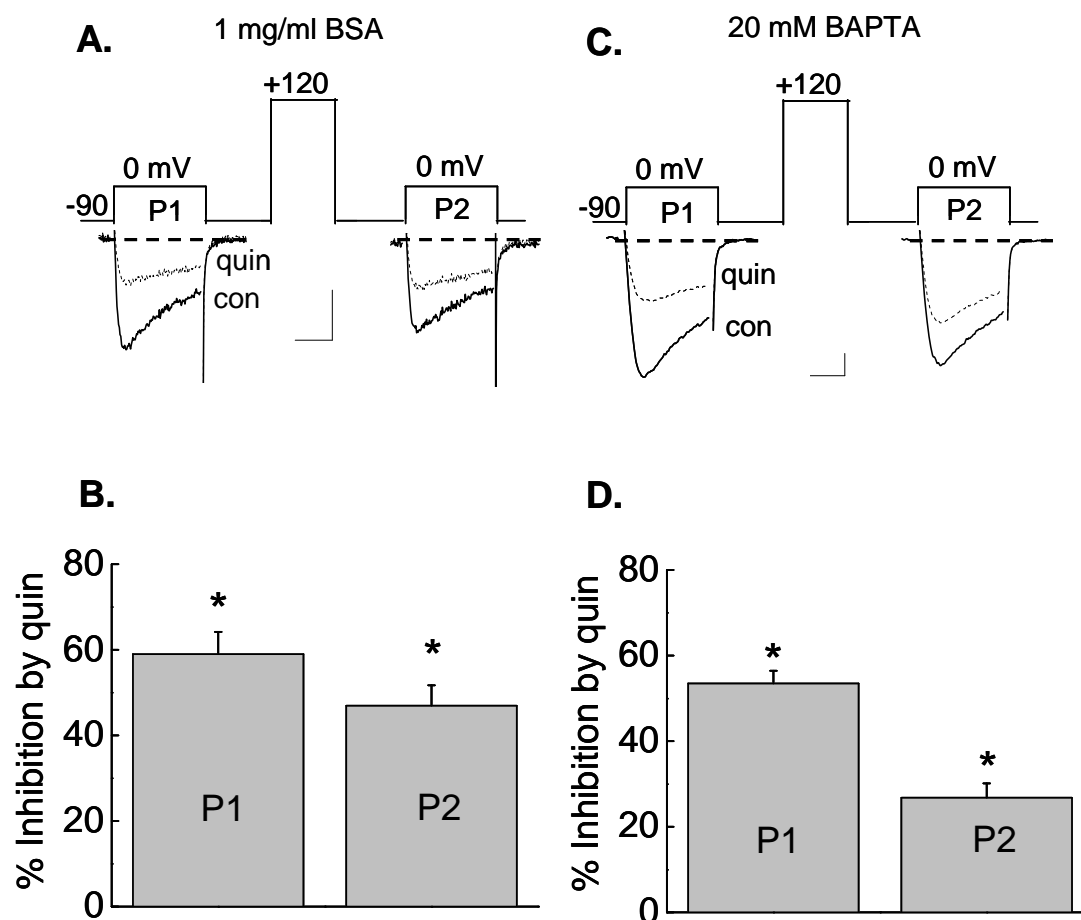 A.
1 mg/ml BSA
+120
0 mV
0 mV
-90
P1
P2
quin
con
C.
20 mM BAPTA
+120
0 mV
0 mV
-90
P1
P2
quin
con
B.
% Inhibition by quin
80
60
40
20
0
*
*
P1
P2
D.
% Inhibition by quin
80
60
40
20
0
*
*
P1
P2